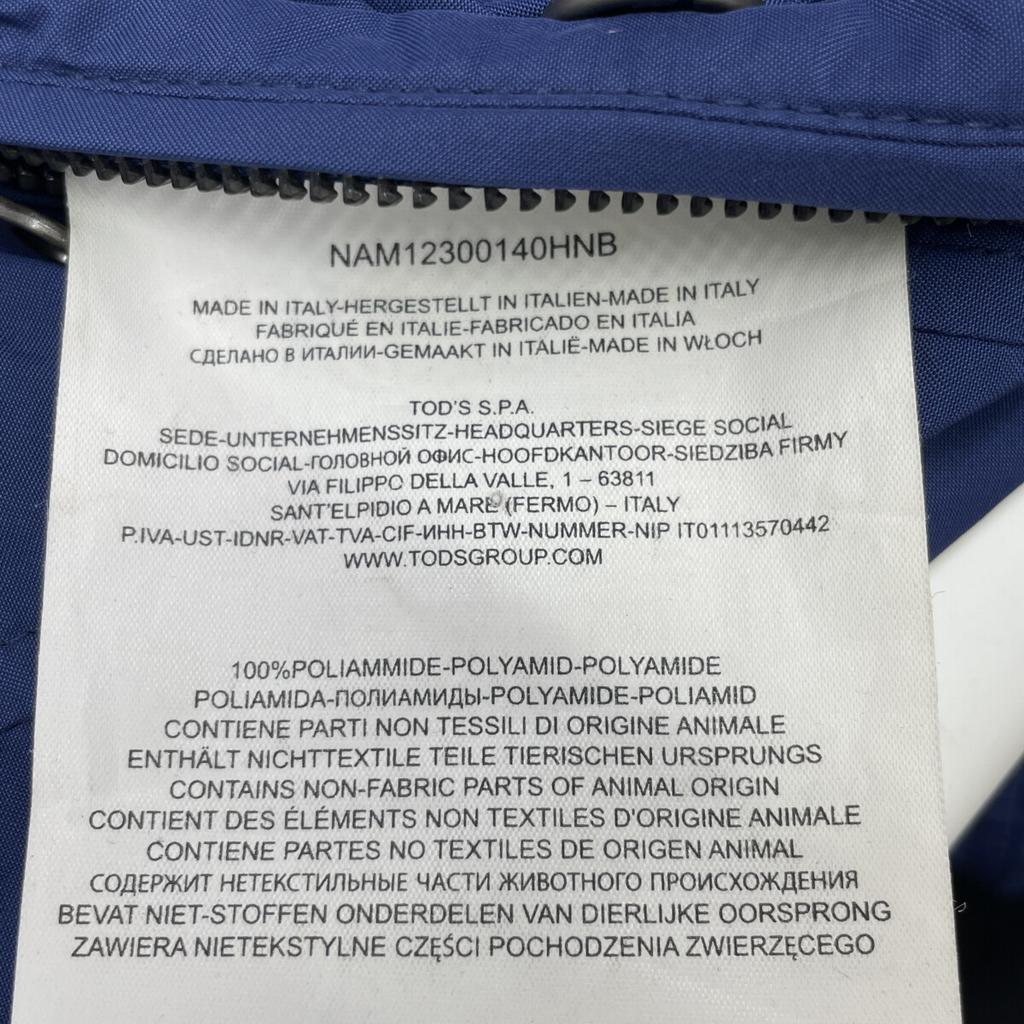 NAM12300140HNB
MADE IN ITALY-HERGESTELLT IN ITALIEN-MADE IN ITALY
FABRIQUÉ EN ITALIE-FABRICADO EN ITALIA
СДЕЛАНО В ИТАЛИИ-GEMAAKT IN ITALIË-MADE IN WŁOCH
TOD'S S.P.A.
SEDE-UNTERNEHMENSSITZ-HEADQUARTERS-SIEGE SOCIAL
DOMICILIO SOCIAL-ГОЛОВНОЙ ОФИС-HOOFDKANTOOR-SIEDZIBA FIRMY
VIA FILIPPO DELLA VALLE, 1 – 63811
SANT'ELPIDIO A MARE (FERMO) – ITALY
P.IVA-UST-IDNR-VAT-TVA-CIF-ИНН-BTW-NUMMER-NIP IT01113570442
WWW.TODSGROUP.COM
100%POLIAMMIDE-POLYAMID-POLYAMIDE
POLIAMIDA-ПОЛИАМИДЫ-POLYAMIDE-POLIAMID
CONTIENE PARTI NON TESSILI DI ORIGINE ANIMALE
ENTHÄLT NICHTTEXTILE TEILE TIERISCHEN URSPRUNGS
CONTAINS NON-FABRIC PARTS OF ANIMAL ORIGIN
CONTIENT DES ÉLÉMENTS NON TEXTILES D'ORIGINE ANIMALE
CONTIENE PARTES NO TEXTILES DE ORIGEN ANIMAL
СОДЕРЖИТ НЕТЕКСТИЛЬНЫЕ ЧАСТИ ЖИВОТНОГО ПРОИСХОЖДЕНИЯ
BEVAT NIET-STOFFEN ONDERDELEN VAN DIERLIJKE OORSPRONG
ZAWIERA NIETEKSTYLNE CZĘŚCI POCHODZENIA ZWIERZĘCEGO